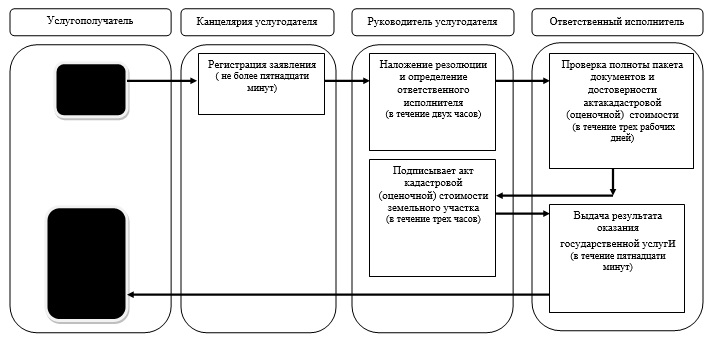 Услугополучатель
Канцелярия услугодателя
Руководитель услугодателя
Ответственный исполнитель
Регистрация заявления
( не более пятнадцати
минут)
Наложение резолюции
и определение
ответственного
исполнителя
(в течение двух часов)
Проверка полноты пакета
документов и
достоверности
актакадастровой
(оценочной) стоимости
(в течение трех рабочих
дней)
Подписывает акт
кадастровой
(оценочной) стоимости
земельного участка
(в течение трех часов)
Выдача результата
оказания
государственной услугИ
(в течение пятнадцати
минут)